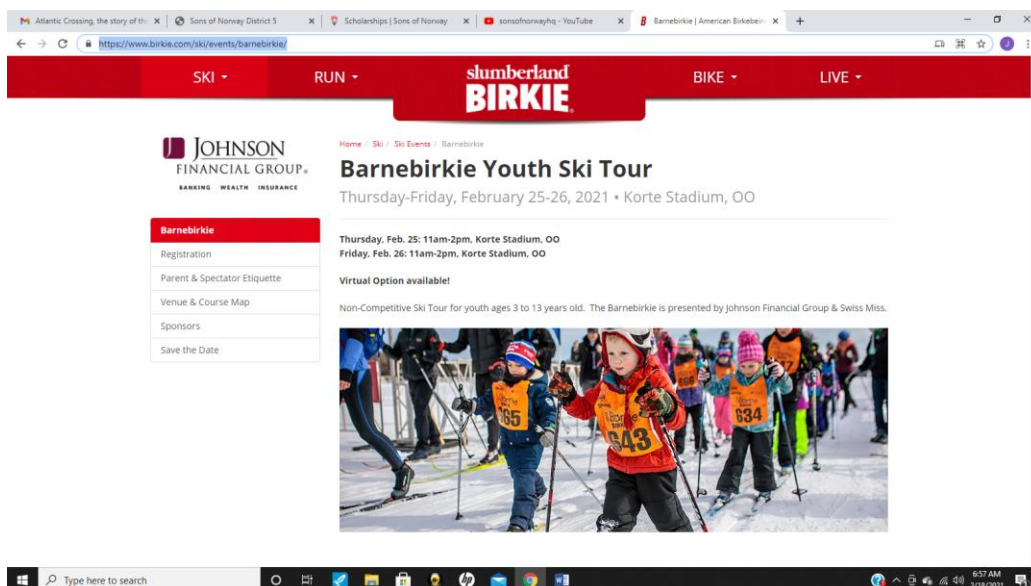 Atlantic Crossing, the story of th
Sons of Norway District 5
Scholarships | Sons of Norway
sonsofnorwayhq - YouTube
Barnebirkie | American Birkebein
https://www.birkie.com/ski/events/barnebirkie/
J
SKI
RUN
slumberland
BIRKIE
BIKE
LIVE
JOHNSON
FINANCIAL GROUP®
BANKING WEALTH INSURANCE
Home / Ski / Ski Events / Barnebirkie
Barnebirkie Youth Ski Tour
Thursday-Friday, February 25-26, 2021 • Korte Stadium, OO
Barnebirkie
Registration
Parent & Spectator Etiquette
Venue & Course Map
Sponsors
Save the Date
Thursday, Feb. 25: 11am-2pm, Korte Stadium, OO
Friday, Feb. 26: 11am-2pm, Korte Stadium, OO
Virtual Option available!
Non-Competitive Ski Tour for youth ages 3 to 13 years old. The Barnebirkie is presented by Johnson Financial Group & Swiss Miss.
665
643
634
Type here to search
hp
6:57 AM
2/18/2021